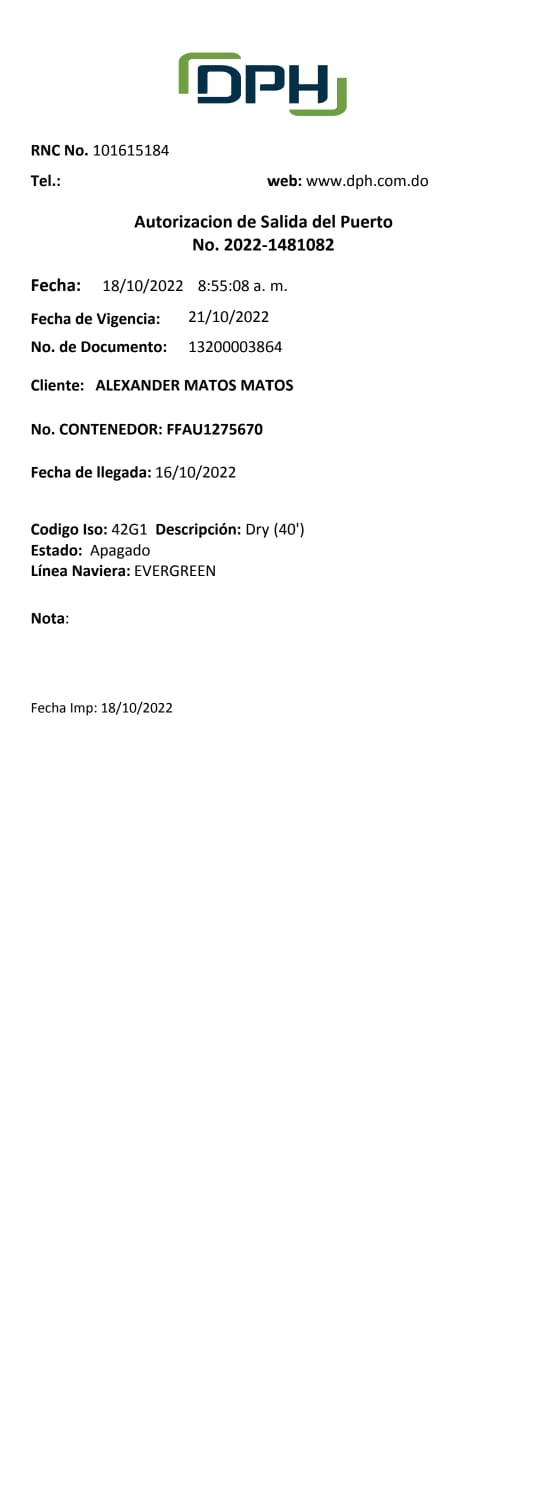 DPH
RNC No. 101615184
Tel.: web: www.dph.com.do
Autorizacion de Salida del Puerto
No. 2022-1481082
Fecha: 18/10/2022 8:55:08 a. m.
Fecha de Vigencia: 21/10/2022
No. de Documento: 13200003864
Cliente: ALEXANDER MATOS MATOS
No. CONTENEDOR: FFAU1275670
Fecha de llegada: 16/10/2022
Codigo Iso: 42G1 Descripción: Dry (40')
Estado: Apagado
Línea Naviera: EVERGREEN
Nota:
Fecha Imp: 18/10/2022